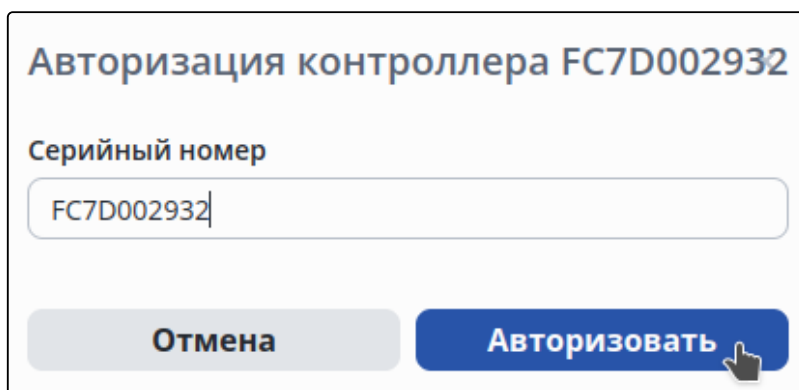 Авторизация контроллера FC7D002932
Серийный номер
FC7D002932
Отмена
Авторизовать